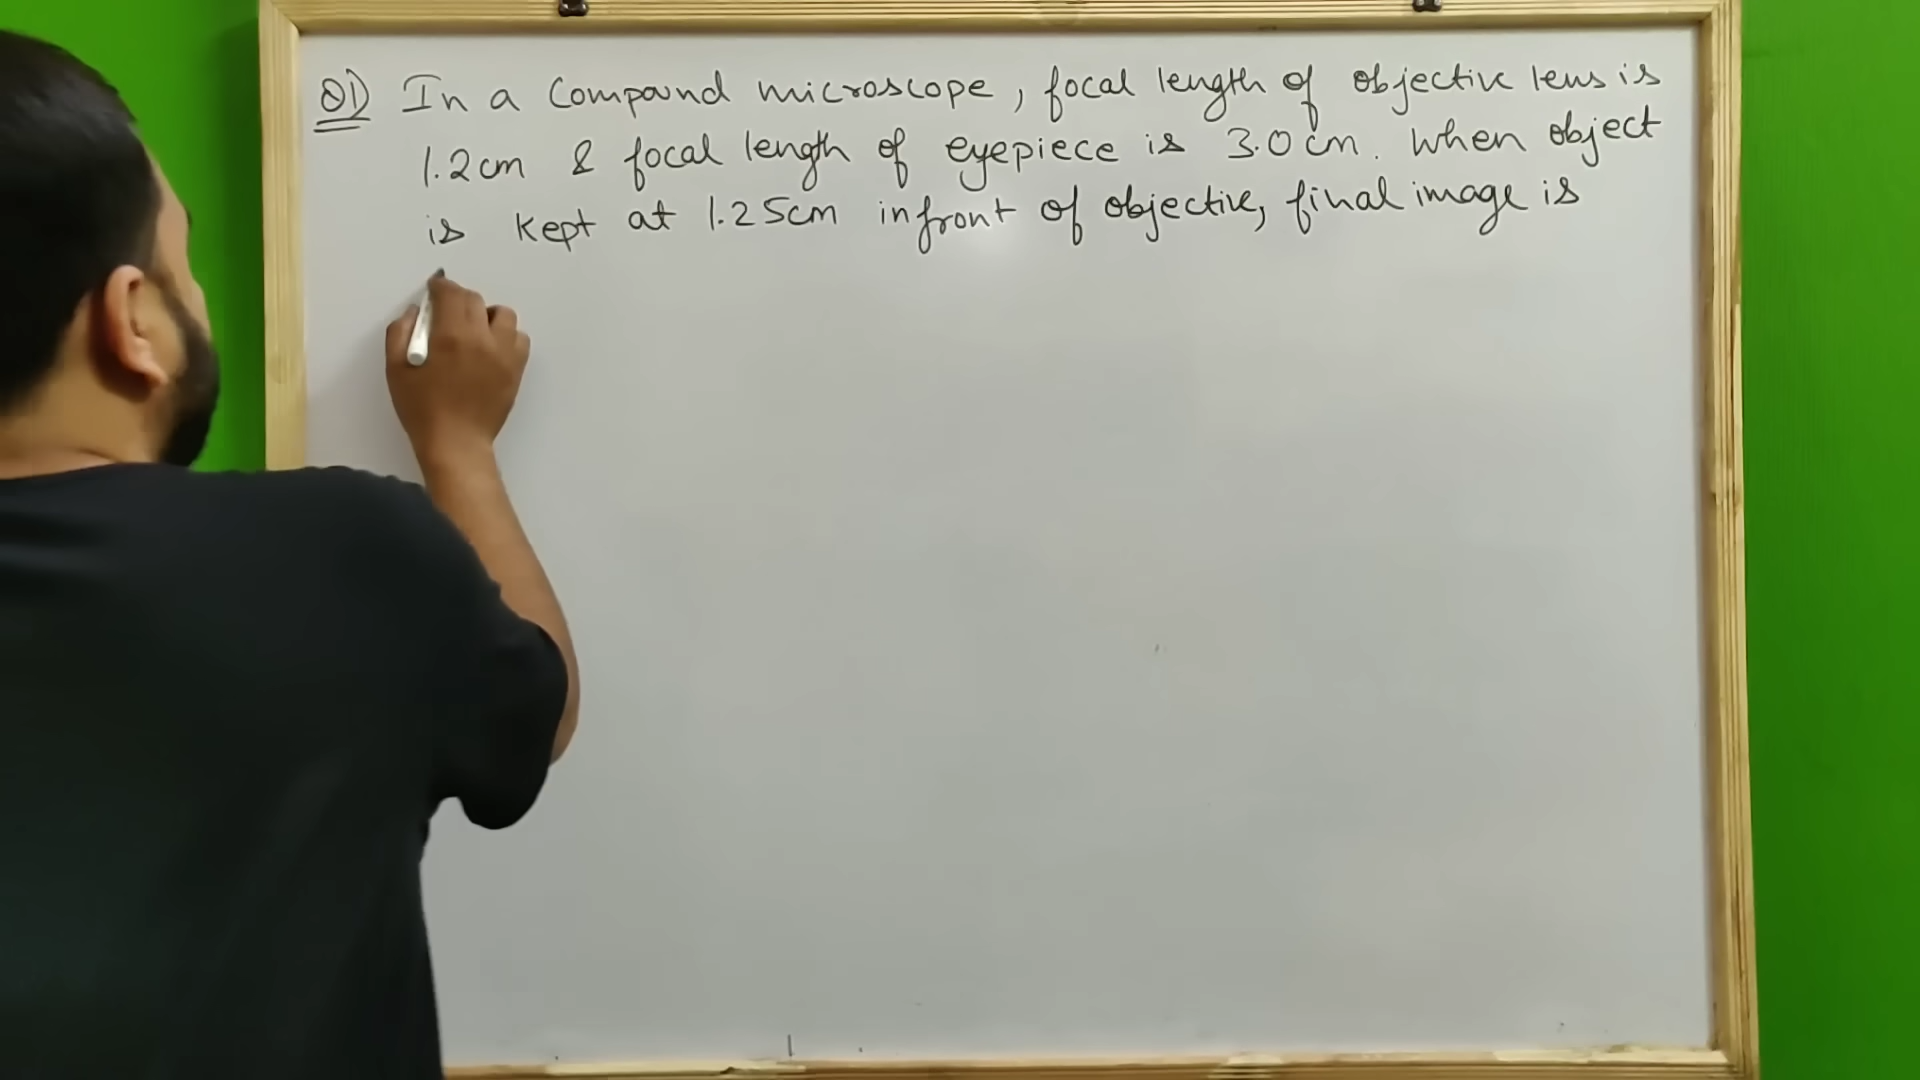 Q1) In a Compound microscope, focal length of objective lens is
1.2cm & focal length of eyepiece is 3.0cm. When object
is kept at 1.25cm infront of objective, final image is